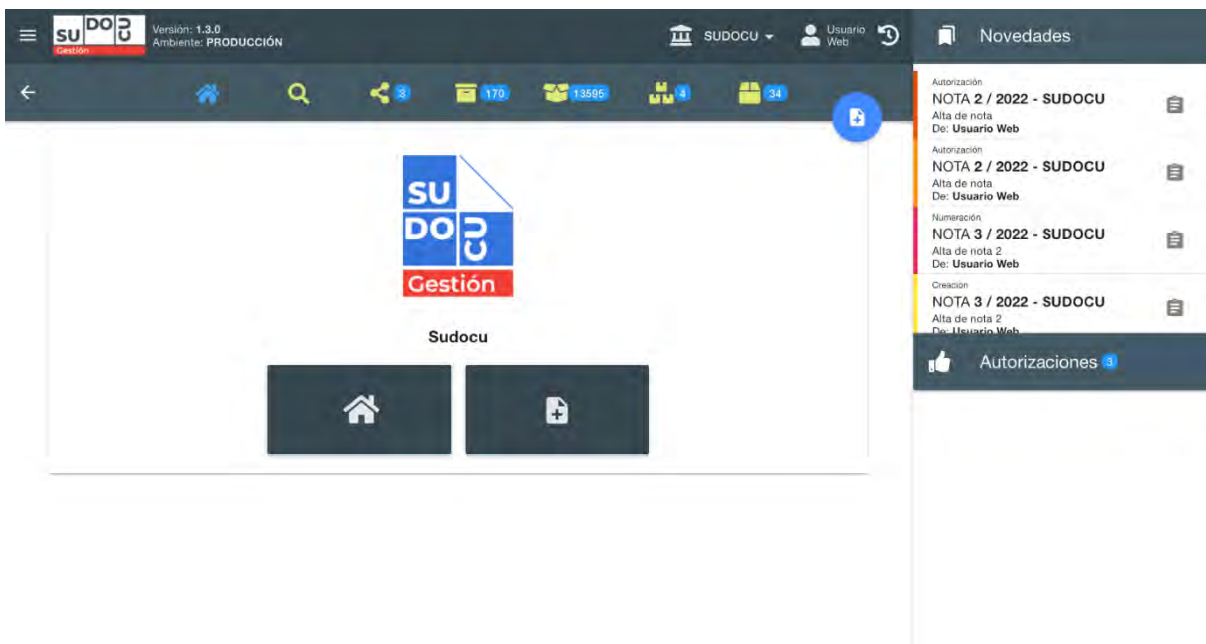 SU DO CU
Gestión
Versión: 1.3.0
Ambiente: PRODUCCIÓN
SUDOCU
Usuario
Web
3
170
13595
4
34
SU
DO CU
Gestión
Sudocu
Novedades
Autorización
NOTA 2 / 2022 - SUDOCU
Alta de nota
De: Usuario Web
Autorización
NOTA 2 / 2022 - SUDOCU
Alta de nota
De: Usuario Web
Numeración
NOTA 3 / 2022 - SUDOCU
Alta de nota 2
De: Usuario Web
Creación
NOTA 3 / 2022 - SUDOCU
Alta de nota 2
De: Usuario Web
Autorizaciones 3